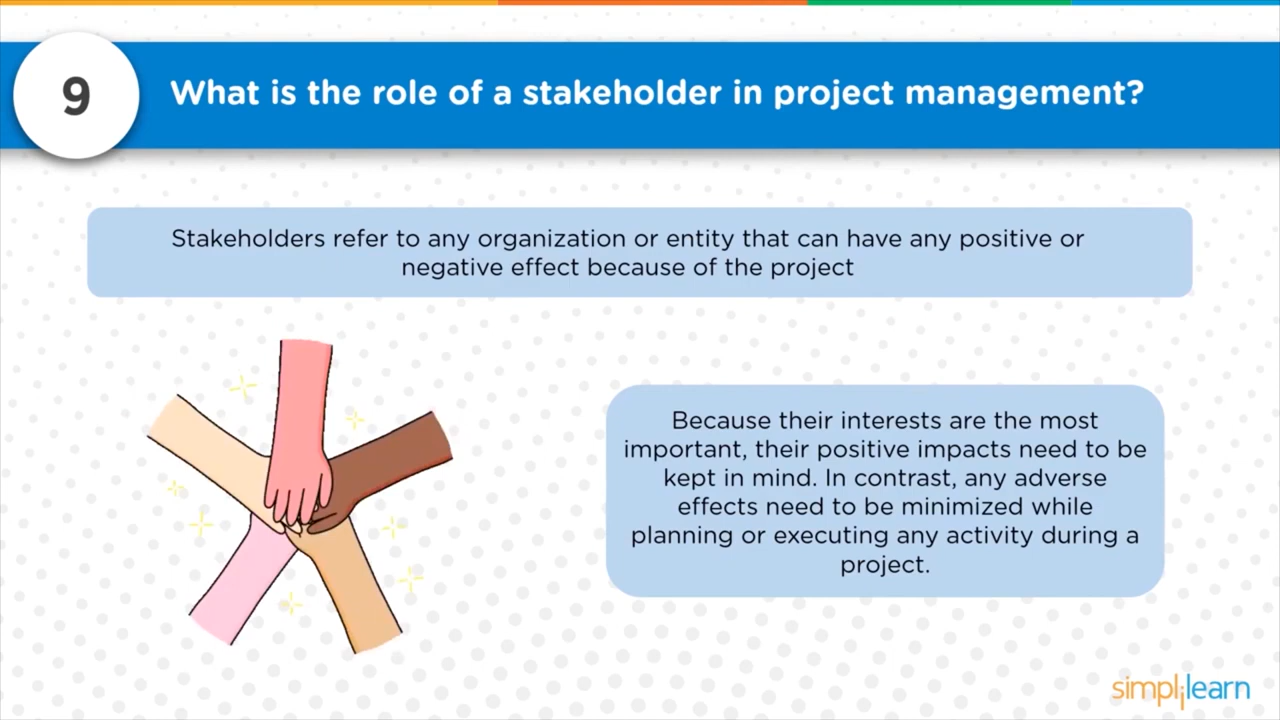 9
What is the role of a stakeholder in project management?
Stakeholders refer to any organization or entity that can have any positive or
negative effect because of the project
Because their interests are the most
important, their positive impacts need to be
kept in mind. In contrast, any adverse
effects need to be minimized while
planning or executing any activity during a
project.
simplilearn